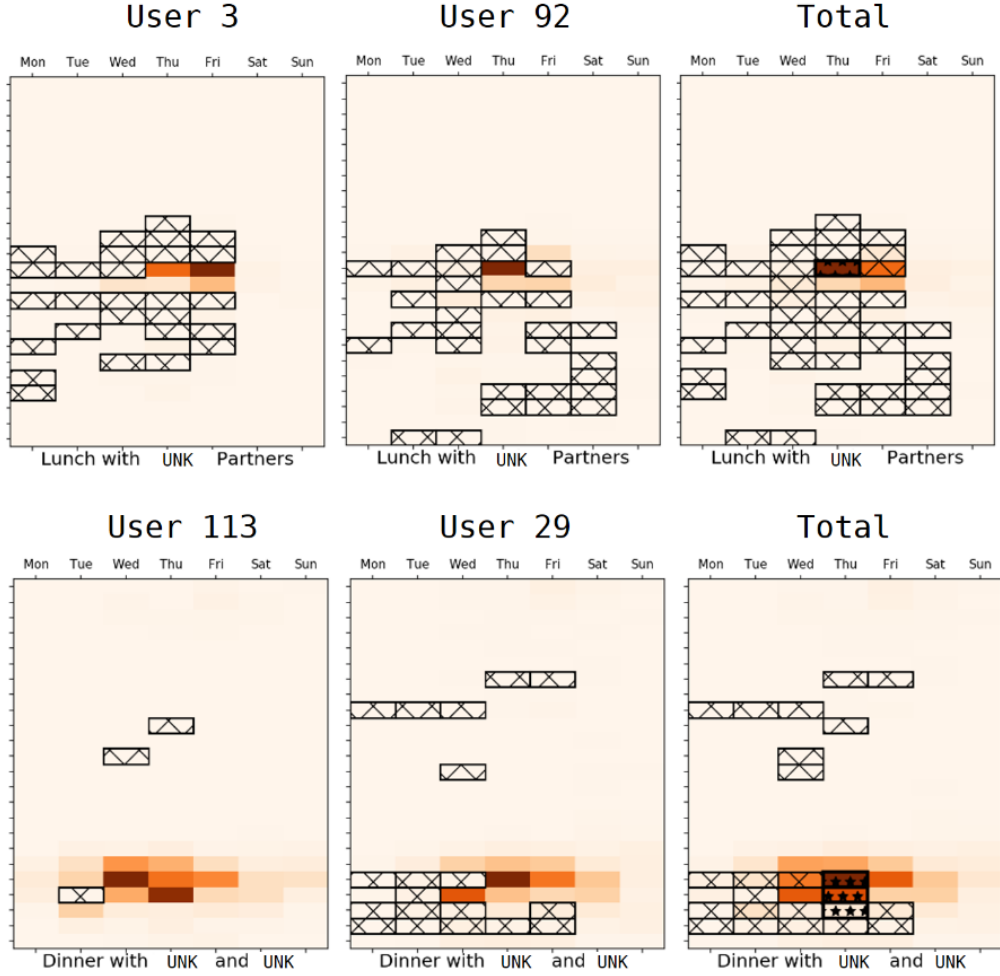 User 3 User 92 Total
Mon Tue Wed Thu Fri Sat Sun Mon Tue Wed Thu Fri Sat Sun Mon Tue Wed Thu Fri Sat Sun
Lunch with UNK Partners Lunch with UNK Partners Lunch with UNK Partners
User 113 User 29 Total
Mon Tue Wed Thu Fri Sat Sun Mon Tue Wed Thu Fri Sat Sun Mon Tue Wed Thu Fri Sat Sun
Dinner with UNK and UNK Dinner with UNK and UNK Dinner with UNK and UNK